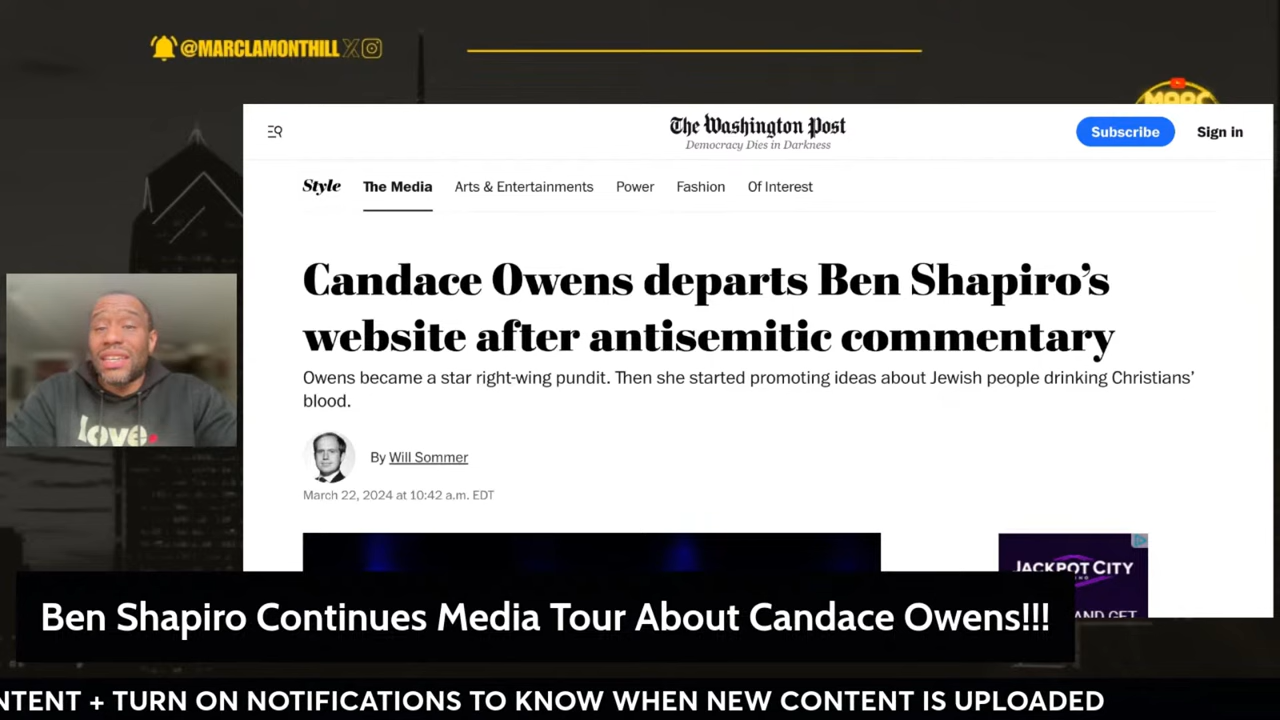 @MARCLAMONTHILL
MARC
The Washington Post
Democracy Dies in Darkness
Subscribe
Sign in
Style The Media Arts & Entertainments Power Fashion Of Interest
Candace Owens departs Ben Shapiro’s
website after antisemitic commentary
Owens became a star right-wing pundit. Then she started promoting ideas about Jewish people drinking Christians’
blood.
By Will Sommer
March 22, 2024 at 10:42 a.m. EDT
love.
JACKPOT CITY
AND GET
Ben Shapiro Continues Media Tour About Candace Owens!!!
NTENT + TURN ON NOTIFICATIONS TO KNOW WHEN NEW CONTENT IS UPLOADED